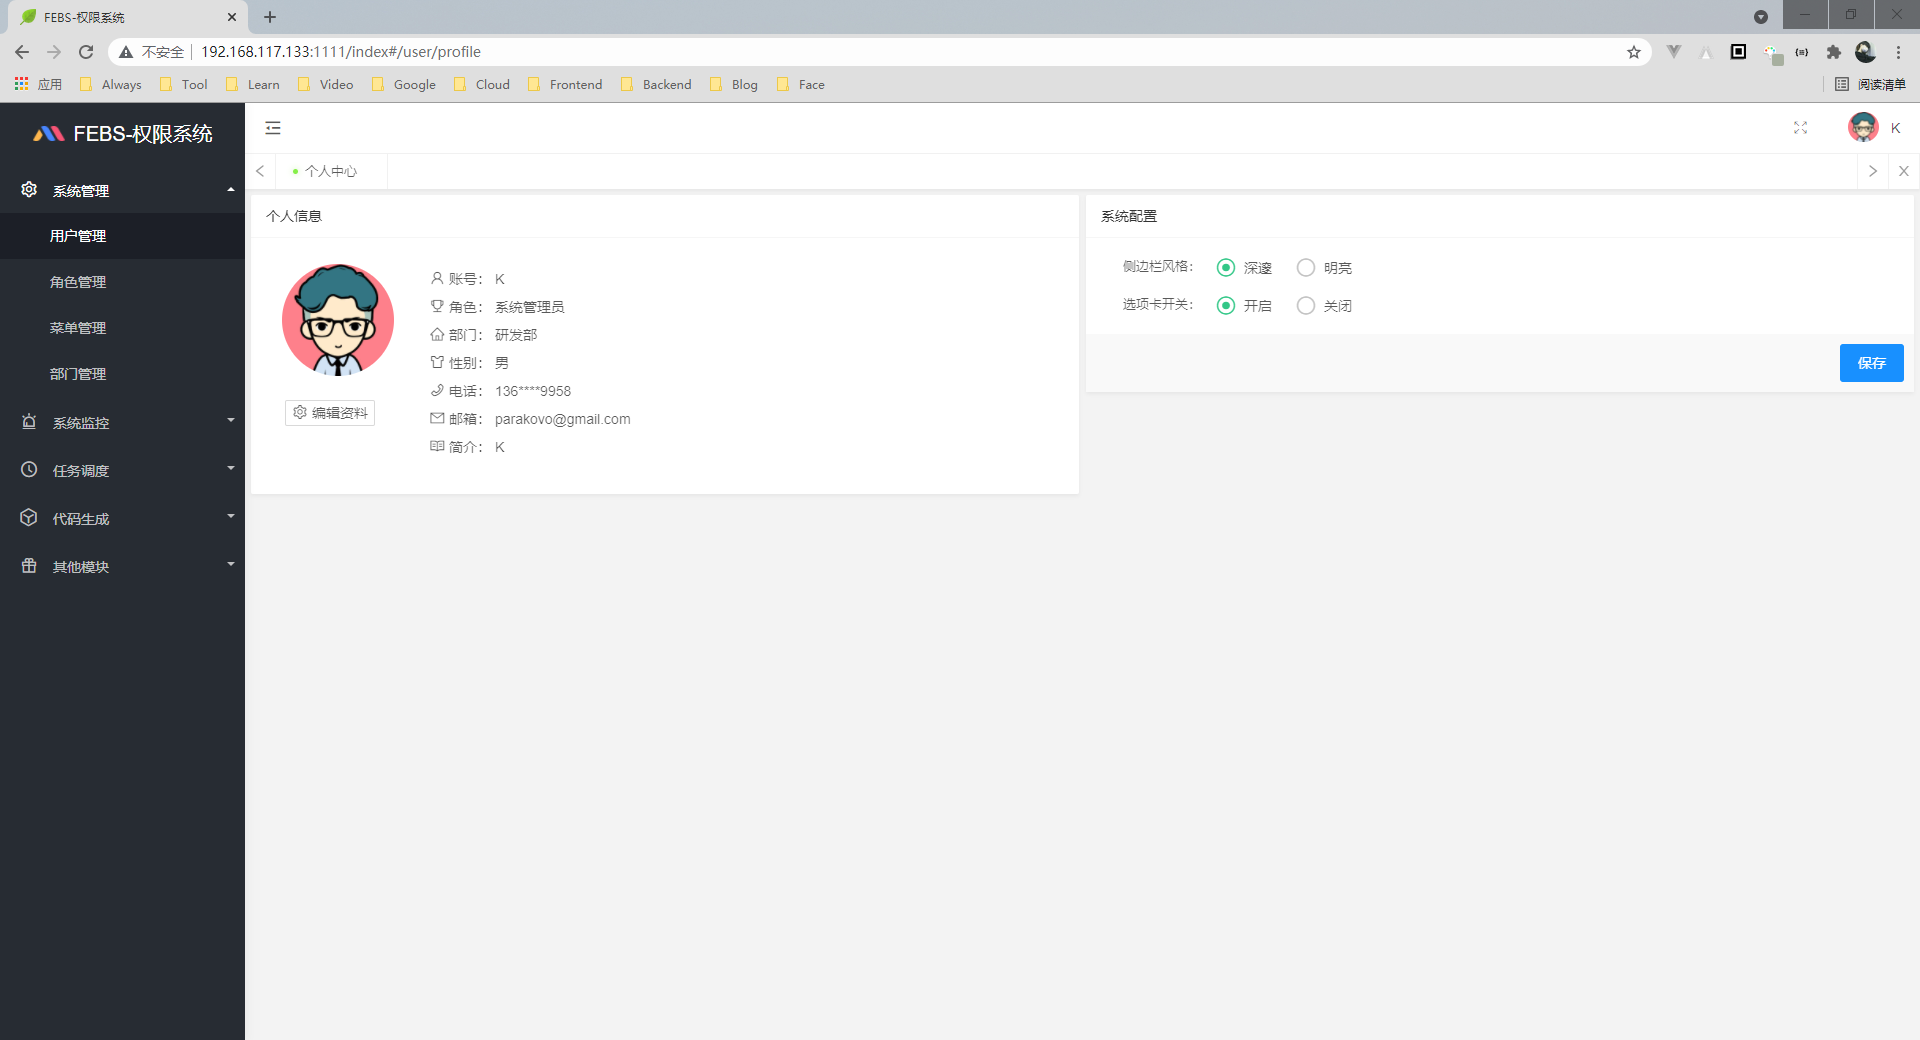 FEBS-权限系统
不安全 192.168.117.133:1111/index#/user/profile
应用 Always Tool Learn Video Google Cloud Frontend Backend Blog Face 阅读清单
FEBS-权限系统
K
个人中心
系统管理
用户管理
角色管理
菜单管理
部门管理
系统监控
任务调度
代码生成
其他模块
个人信息
编辑资料
账号： K
角色： 系统管理员
部门： 研发部
性别： 男
电话： 136****9958
邮箱： parakovo@gmail.com
简介： K
系统配置
侧边栏风格： 深邃 明亮
选项卡开关： 开启 关闭
保存